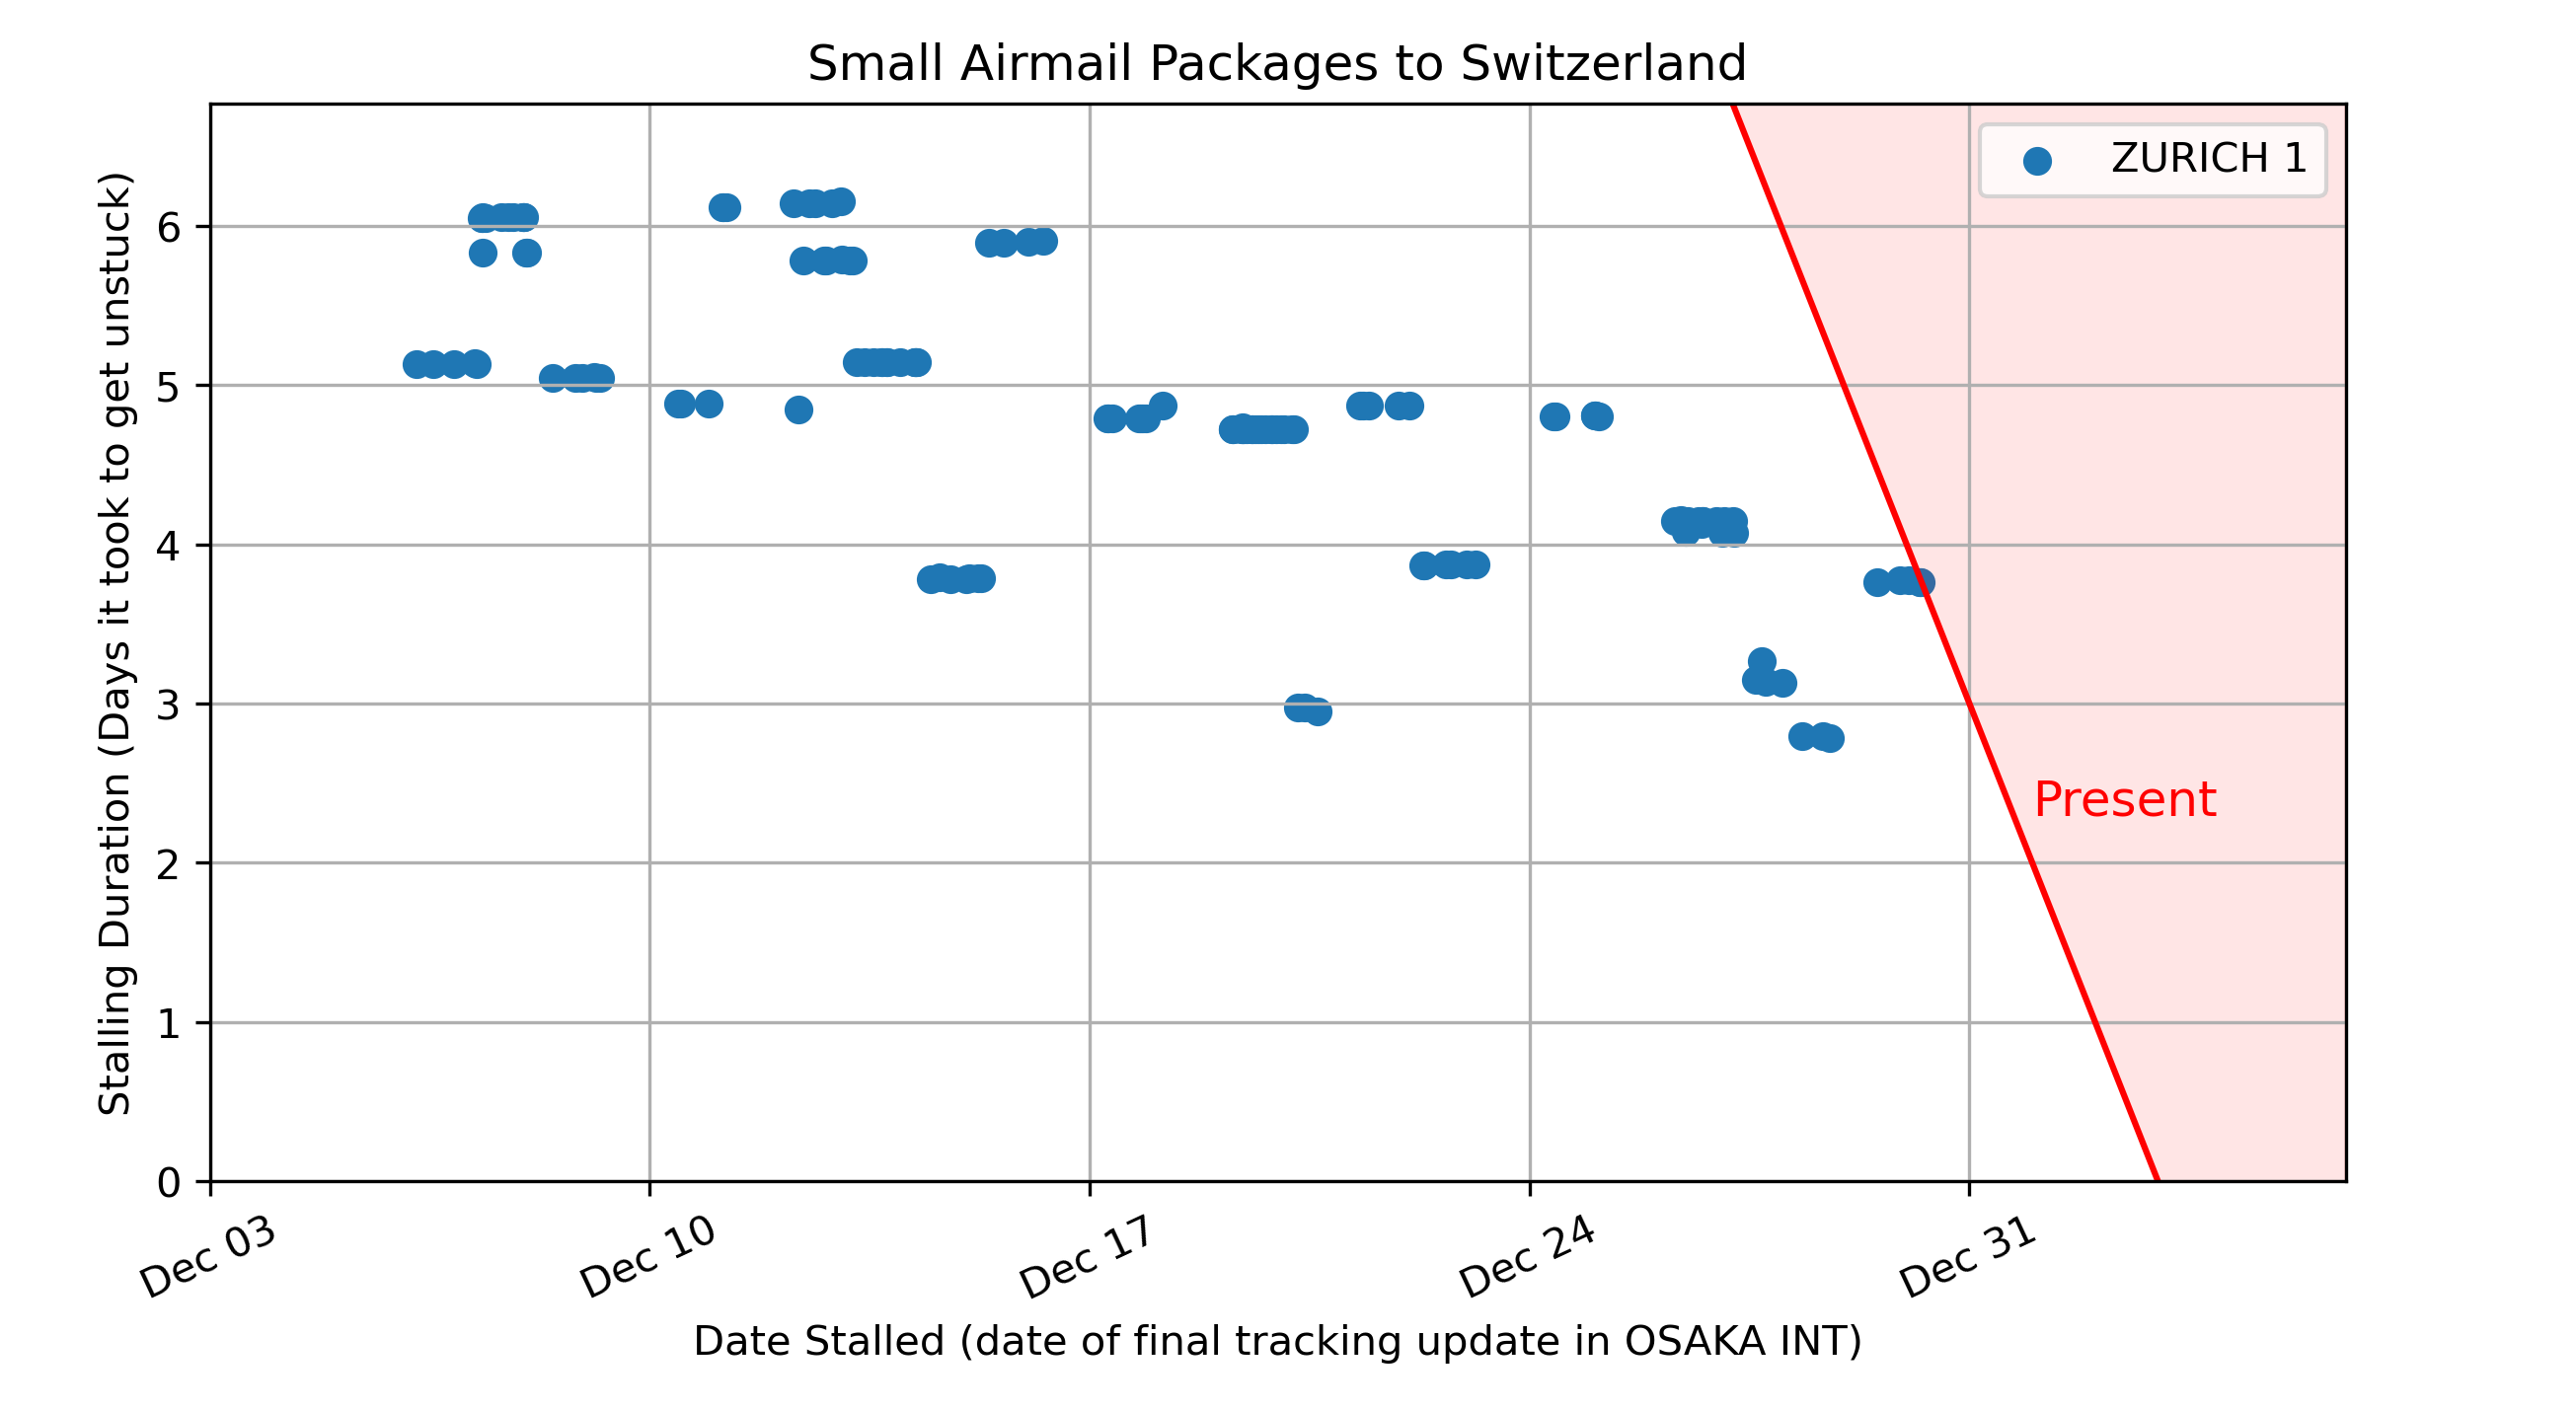 Small Airmail Packages to Switzerland
ZURICH 1
Stalling Duration (Days it took to get unstuck)
6
5
4
3
2
1
0
Present
Dec 03
Dec 10
Dec 17
Dec 24
Dec 31
Date Stalled (date of final tracking update in OSAKA INT)